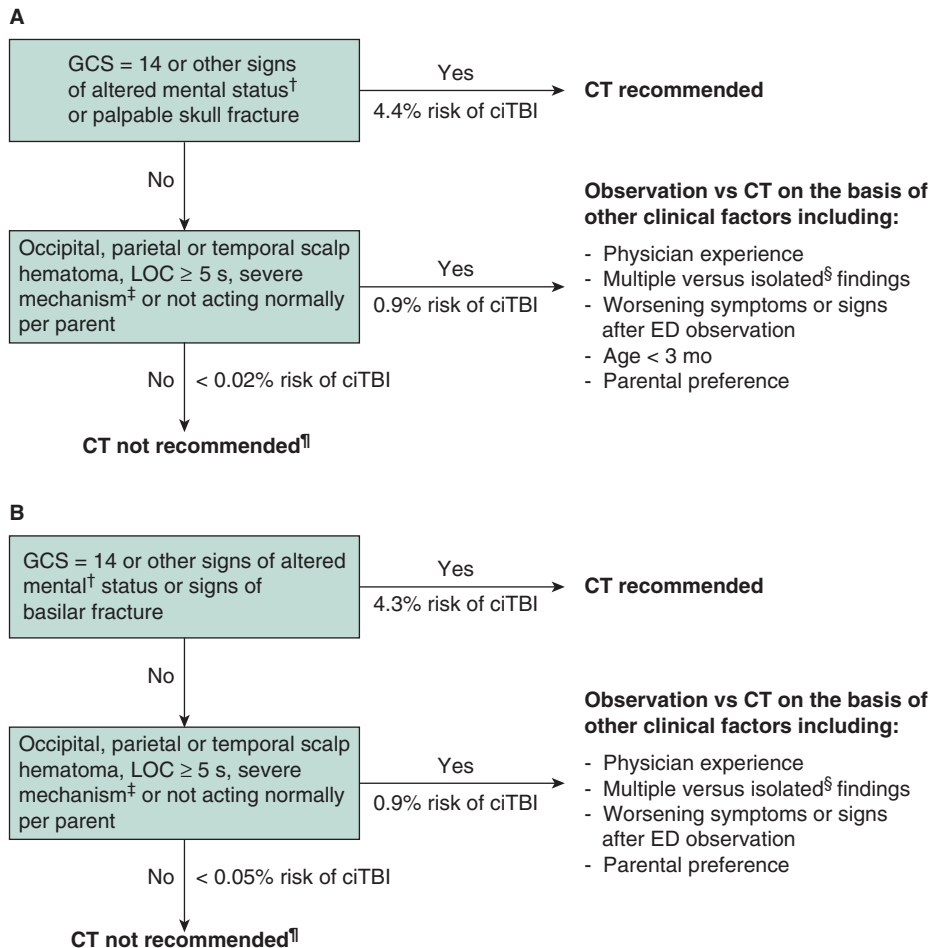 A
GCS = 14 or other signs
of altered mental status†
or palpable skull fracture
Yes
4.4% risk of ciTBI
CT recommended
No
Occipital, parietal or temporal scalp
hematoma, LOC ≥ 5 s, severe
mechanism‡ or not acting normally
per parent
Yes
0.9% risk of ciTBI
Observation vs CT on the basis of
other clinical factors including:
- Physician experience
- Multiple versus isolated§ findings
- Worsening symptoms or signs
after ED observation
- Age < 3 mo
- Parental preference
No
< 0.02% risk of ciTBI
CT not recommended¶
B
GCS = 14 or other signs of altered
mental† status or signs of
basilar fracture
Yes
4.3% risk of ciTBI
CT recommended
No
Occipital, parietal or temporal scalp
hematoma, LOC ≥ 5 s, severe
mechanism‡ or not acting normally
per parent
Yes
0.9% risk of ciTBI
Observation vs CT on the basis of
other clinical factors including:
- Physician experience
- Multiple versus isolated§ findings
- Worsening symptoms or signs
after ED observation
- Parental preference
No
< 0.05% risk of ciTBI
CT not recommended¶